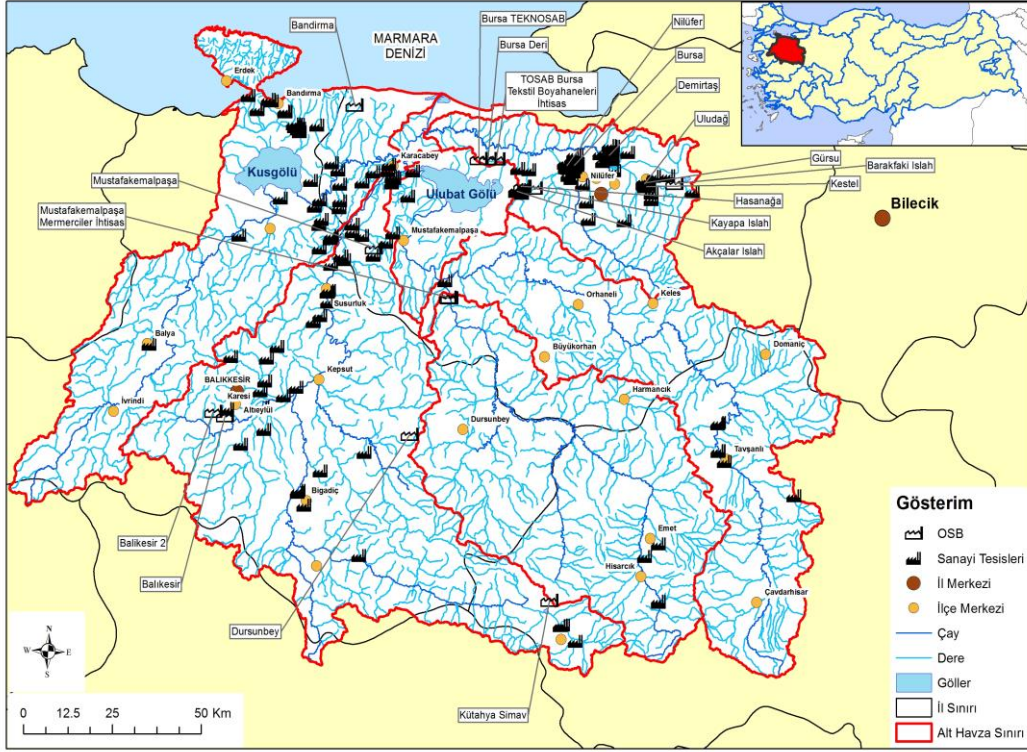 Bandirma
MARMARA
DENİZİ
Bursa TEKNOSAB
Bursa Deri
TOSAB Bursa
Tekstil Boyahaneleri
İhtisas
Nilüfer
Bursa
Demirtaş
Uludağ
Gürsu
Barakfaki Islah
Kestel
Hasanağa
Kayapa Islah
Akçalar Islah
Bilecik
Erdek
Bandırma
Kusgölü
Karacabey
Ulubat Gölü
Nilüfer
Mustafakemalpaşa
Mustafakemalpaşa
Mermerciler İhtisas
Mustafakemalpaşa
Susurluk
Orhaneli
Keles
Balya
Büyükorhan
Domaniç
BALIKKESİR
Karesi
Altıeylül
Kepsut
Harmancık
İvrindi
Dursunbey
Tavşanlı
Bigadiç
Emet
Hisarcık
Çavdarhisar
Balikesir 2
Balıkesir
Dursunbey
Kütahya Simav
N
W
E
S
0 12.5 25 50 Km
Gösterim
OSB
Sanayi Tesisleri
İl Merkezi
İlçe Merkezi
Çay
Dere
Göller
İl Sınırı
Alt Havza Sınırı